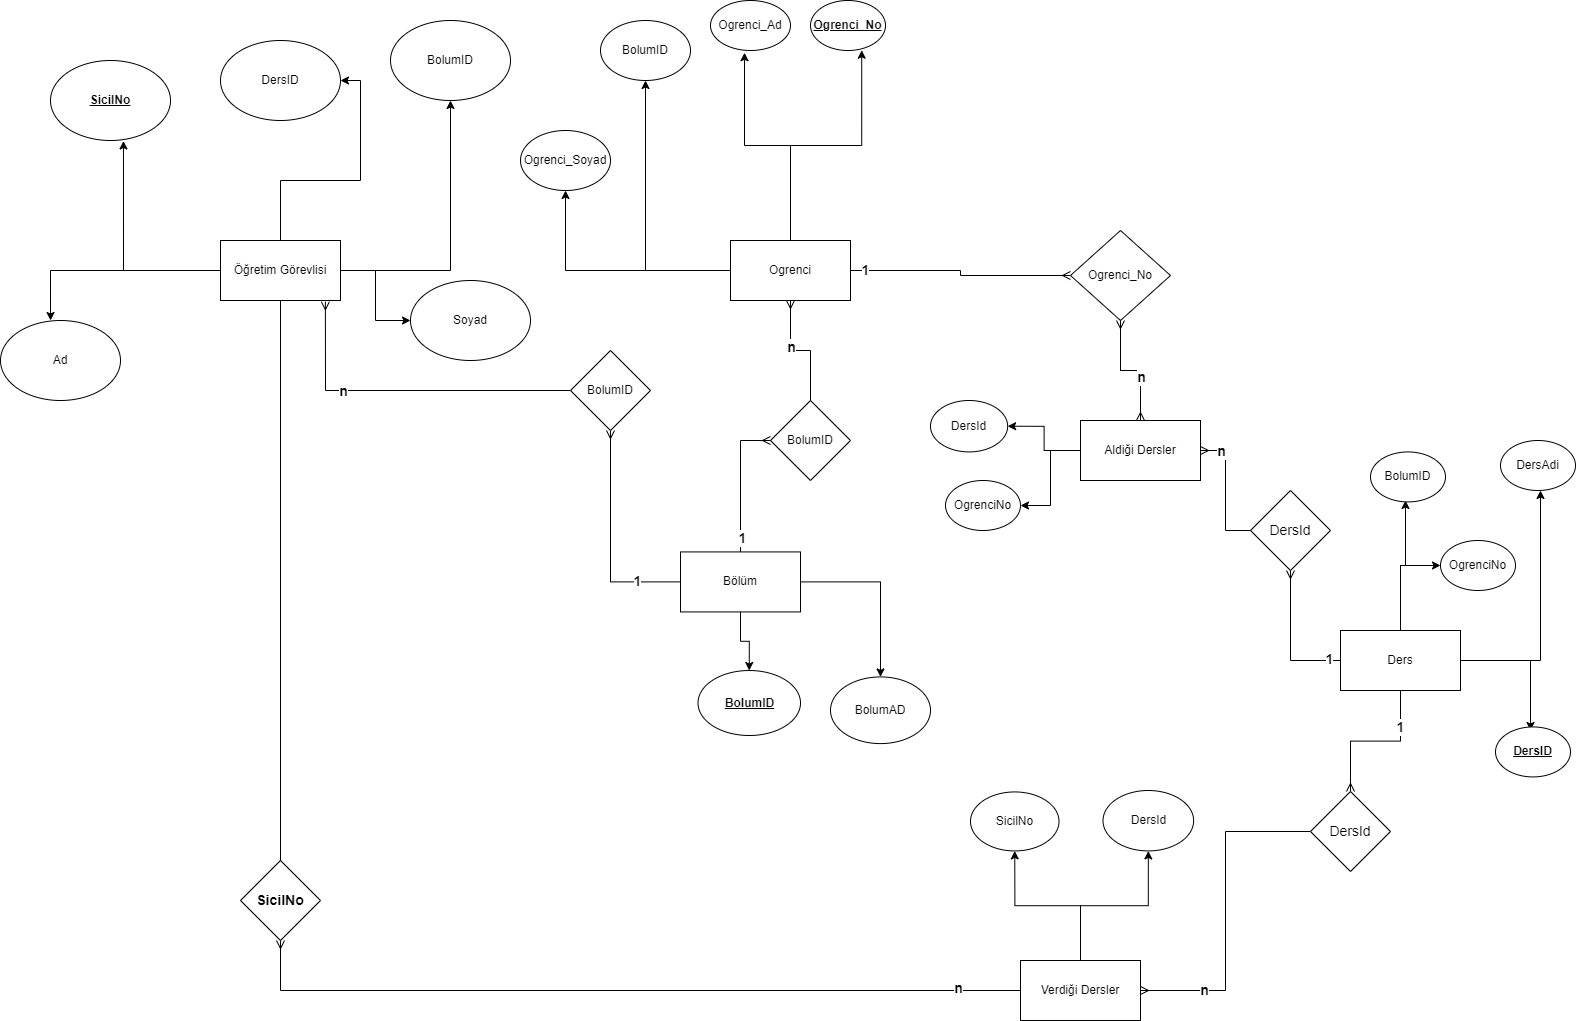 Ogrenci_Ad
Ogrenci_No
BolumID
BolumID
DersID
SicilNo
Ogrenci_Soyad
Öğretim Görevlisi
Ogrenci
1
Ogrenci_No
Soyad
Ad
n
n
n
BolumID
BolumID
DersId
Aldiği Dersler
n
OgrenciNo
DersAdi
BolumID
DersId
OgrenciNo
1
1
Bölüm
1
Ders
BolumID
BolumAD
1
DersID
SicilNo
DersId
DersId
SicilNo
n
Verdiği Dersler
n